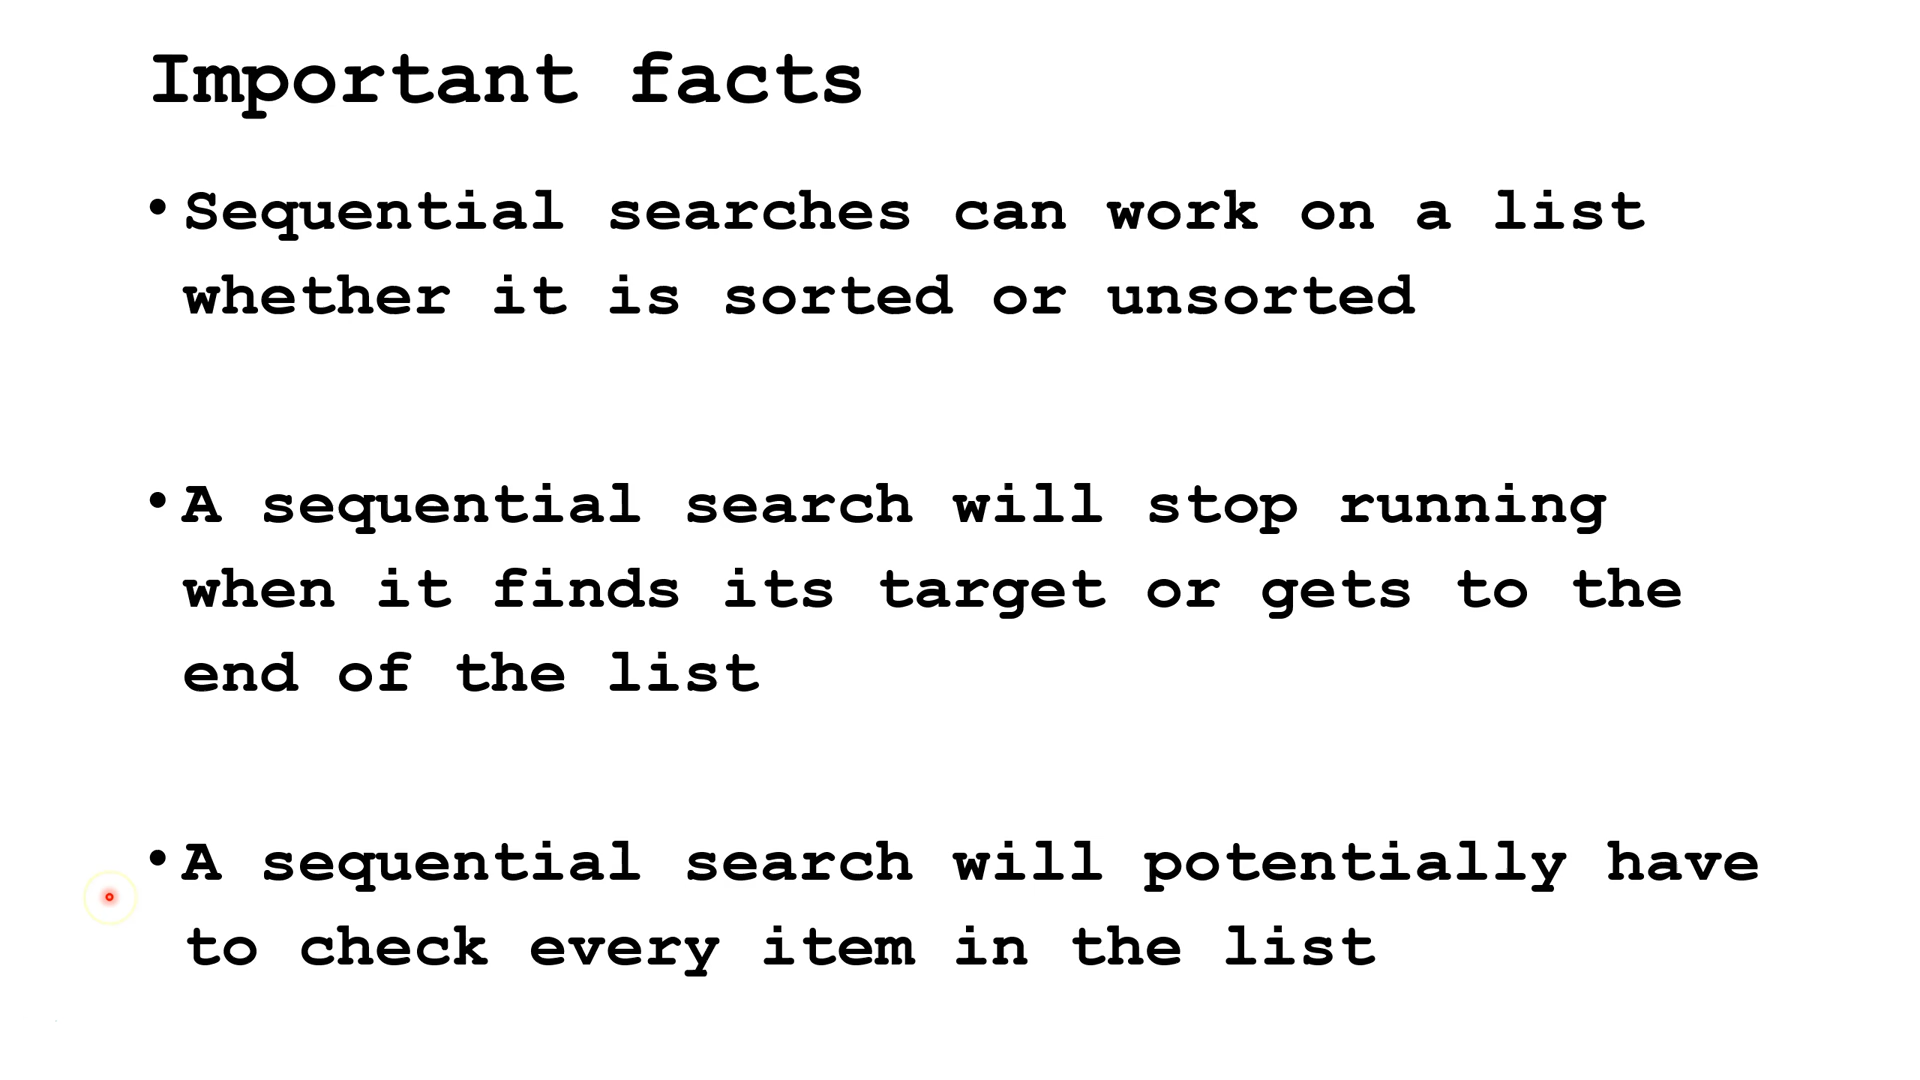 Important facts
• Sequential searches can work on a list
whether it is sorted or unsorted
• A sequential search will stop running
when it finds its target or gets to the
end of the list
• A sequential search will potentially have
to check every item in the list